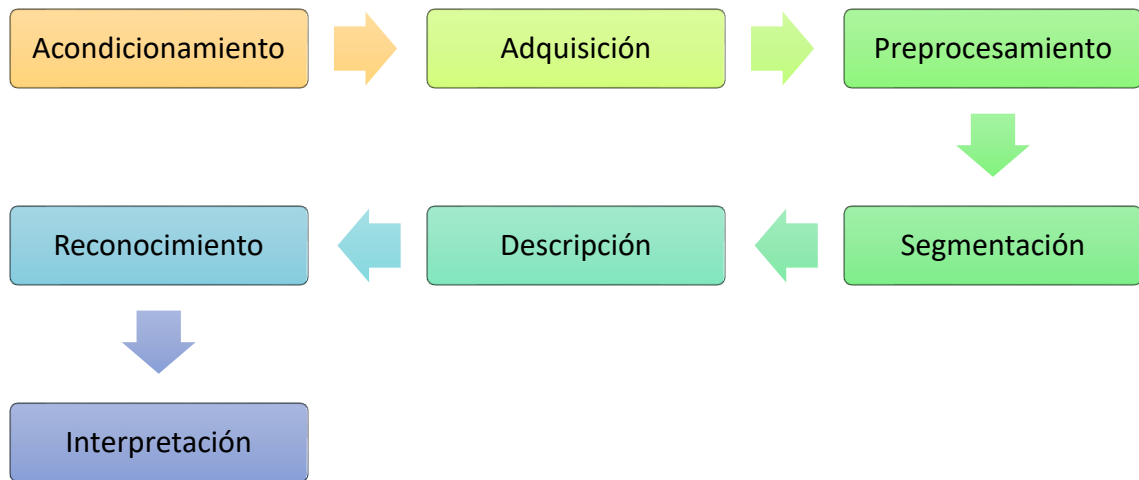 Acondicionamiento
Adquisición
Preprocesamiento
Segmentación
Descripción
Reconocimiento
Interpretación